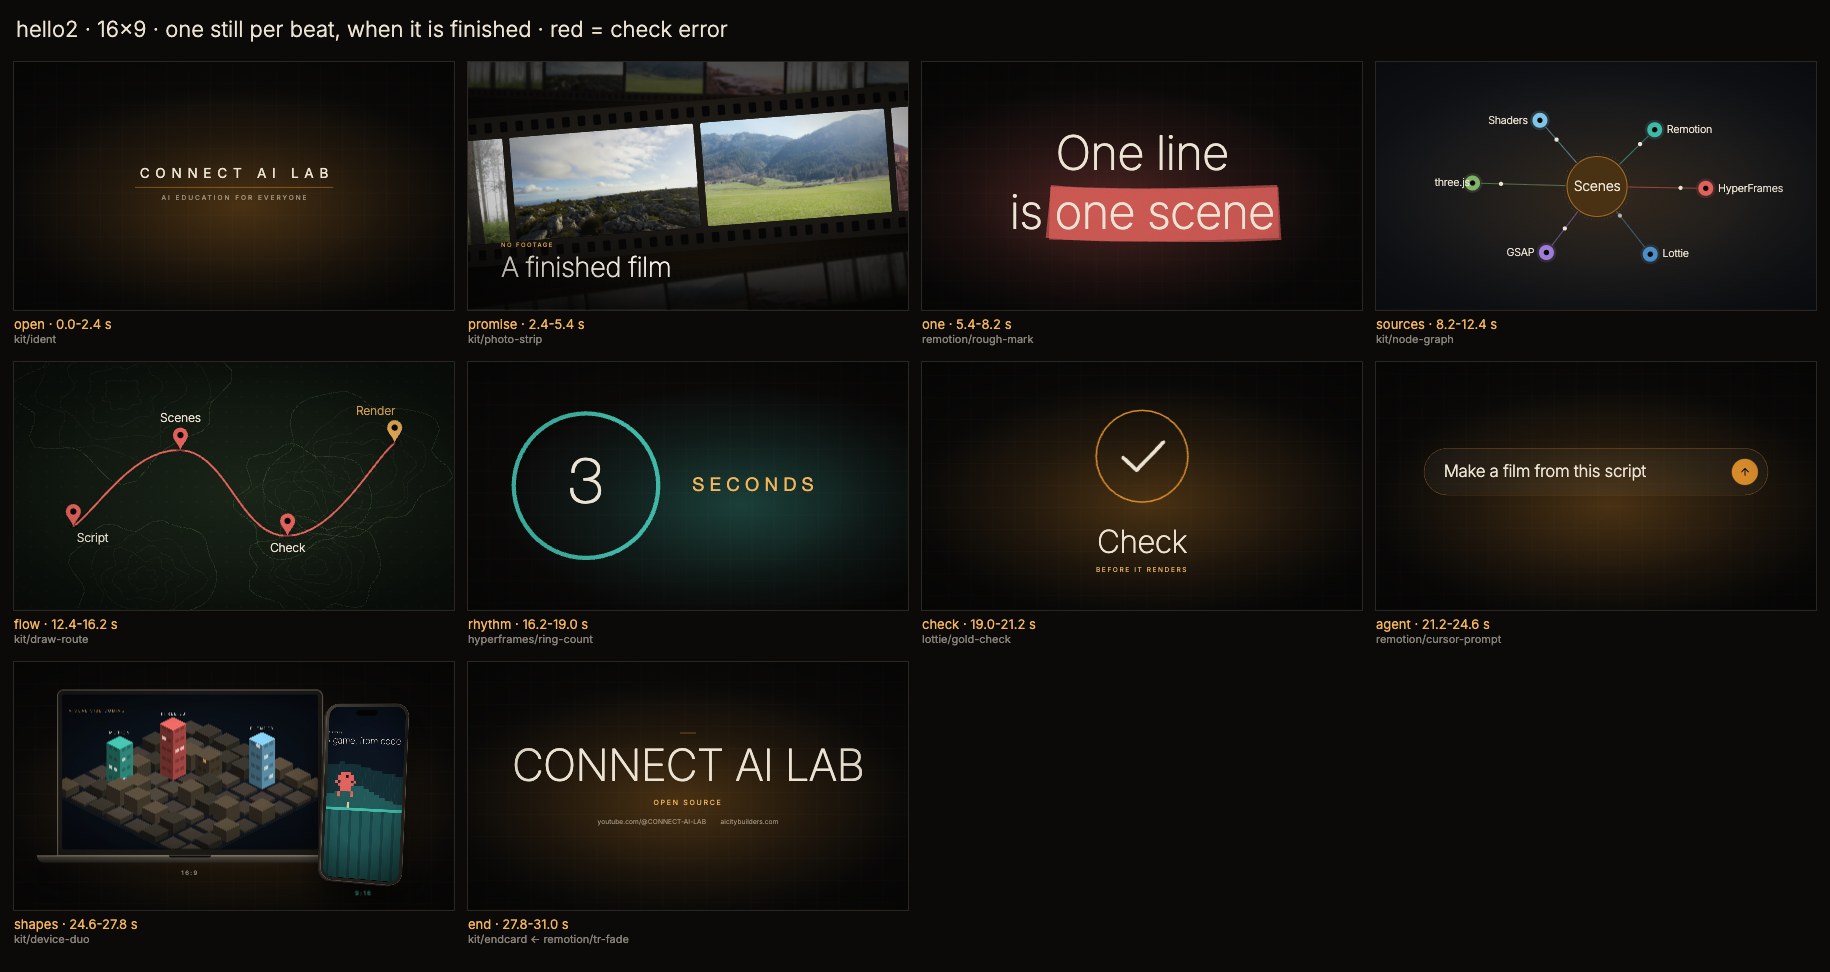 hello2 · 16×9 · one still per beat, when it is finished · red = check error
CONNECT AI LAB
AI EDUCATION FOR EVERYONE
open · 0.0-2.4 s
kit/ident
NO FOOTAGE
A finished film
promise · 2.4-5.4 s
kit/photo-strip
One line
is one scene
one · 5.4-8.2 s
remotion/rough-mark
Shaders
Remotion
three.js
Scenes
HyperFrames
GSAP
Lottie
sources · 8.2-12.4 s
kit/node-graph
Scenes
Render
Script
Check
flow · 12.4-16.2 s
kit/draw-route
3
SECONDS
rhythm · 16.2-19.0 s
hyperframes/ring-count
Check
BEFORE IT RENDERS
check · 19.0-21.2 s
lottie/gold-check
Make a film from this script
agent · 21.2-24.6 s
remotion/cursor-prompt
game, from code
16:9
9:16
shapes · 24.6-27.8 s
kit/device-duo
CONNECT AI LAB
OPEN SOURCE
youtube.com/@CONNECT-AI-LAB aicitybuilders.com
end · 27.8-31.0 s
kit/endcard ← remotion/tr-fade